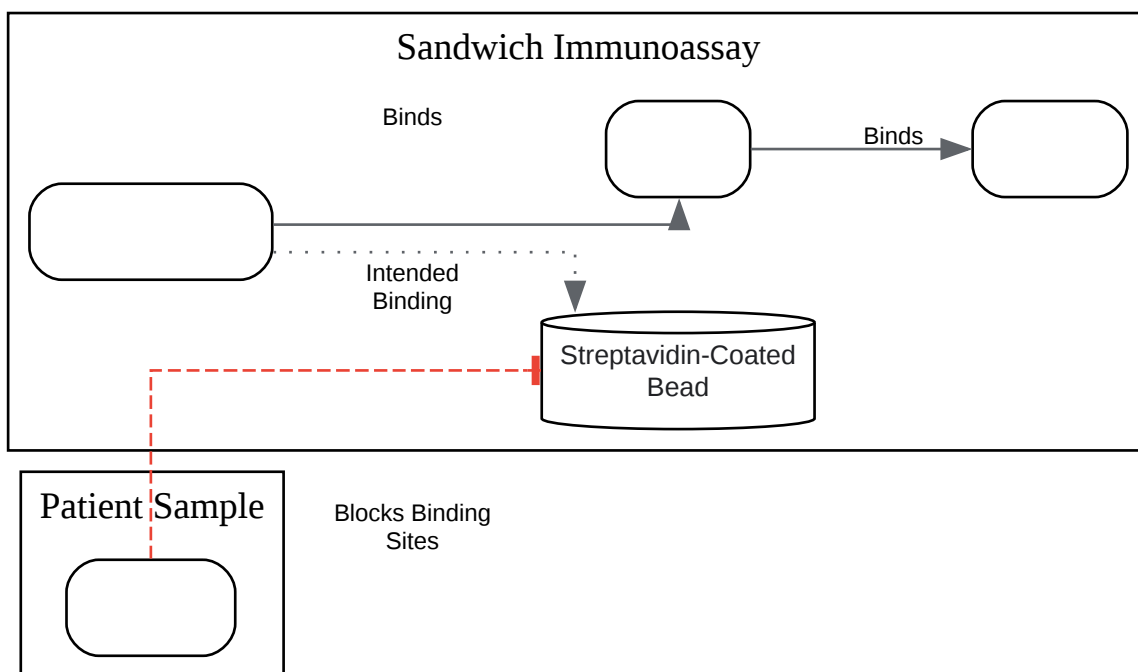 Sandwich Immunoassay
Binds
Binds
Intended
Binding
Streptavidin-Coated
Bead
Patient Sample
Blocks Binding
Sites